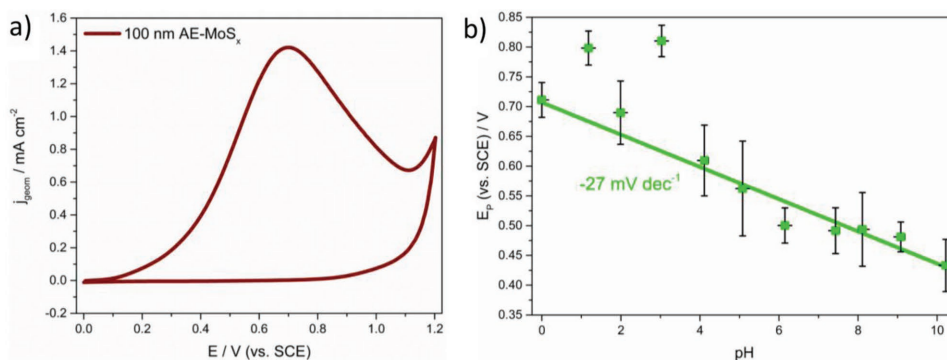 a)
100 nm AE-MoSₓ
j_geom / mA cm⁻²
1.6
1.4
1.2
1.0
0.8
0.6
0.4
0.2
0.0
-0.2
0.0 0.2 0.4 0.6 0.8 1.0 1.2
E / V (vs. SCE)
b)
E_P (vs. SCE) / V
0.85
0.80
0.75
0.70
0.65
0.60
0.55
0.50
0.45
0.40
0.35
-27 mV dec⁻¹
0 2 4 6 8 10
pH